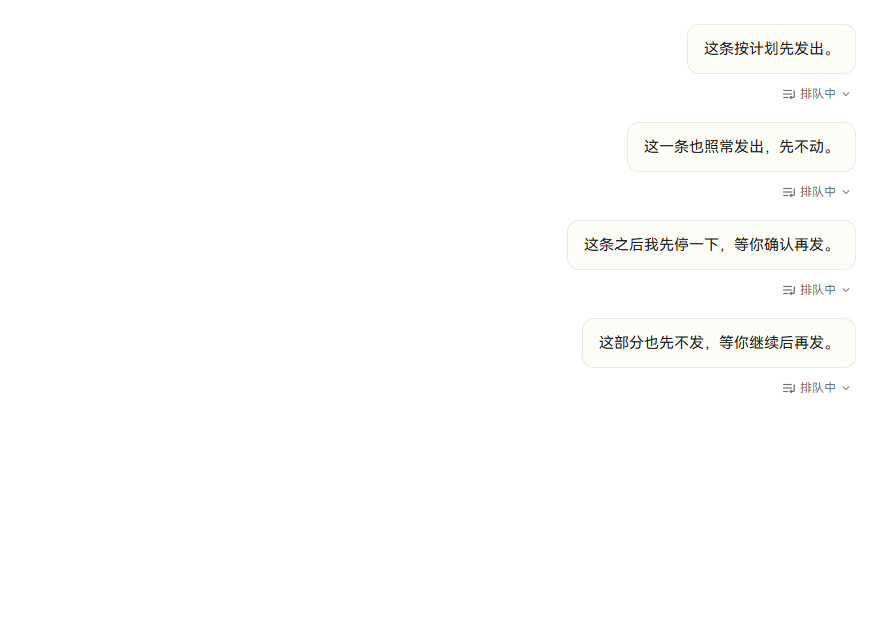 这条按计划先发出。
排队中
这一条也照常发出，先不动。
排队中
这条之后我先停一下，等你确认再发。
排队中
这部分也先不发，等你继续后再发。
排队中